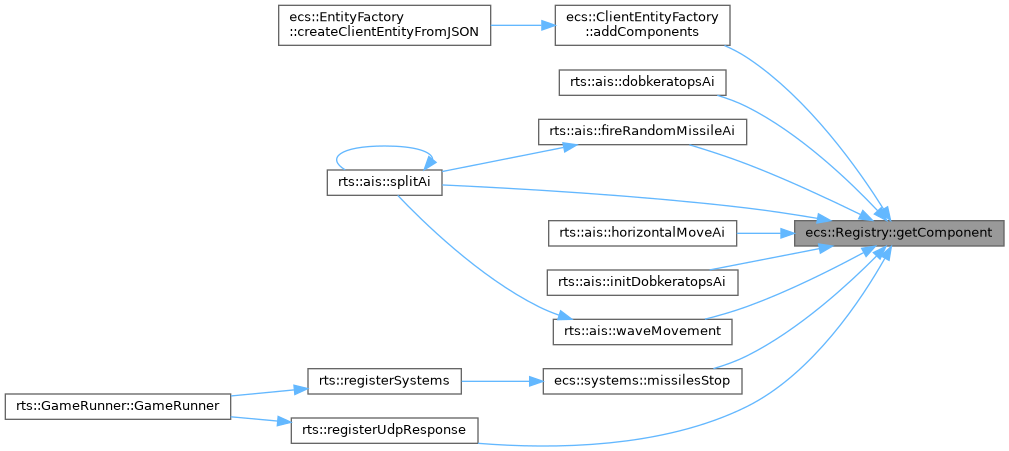 ecs::EntityFactory
::createClientEntityFromJSON
ecs::ClientEntityFactory
::addComponents
rts::ais::dobkeratopsAi
rts::ais::fireRandomMissileAi
rts::ais::splitAi
rts::ais::horizontalMoveAi
ecs::Registry::getComponent
rts::ais::initDobkeratopsAi
rts::ais::waveMovement
rts::registerSystems
ecs::systems::missilesStop
rts::GameRunner::GameRunner
rts::registerUdpResponse